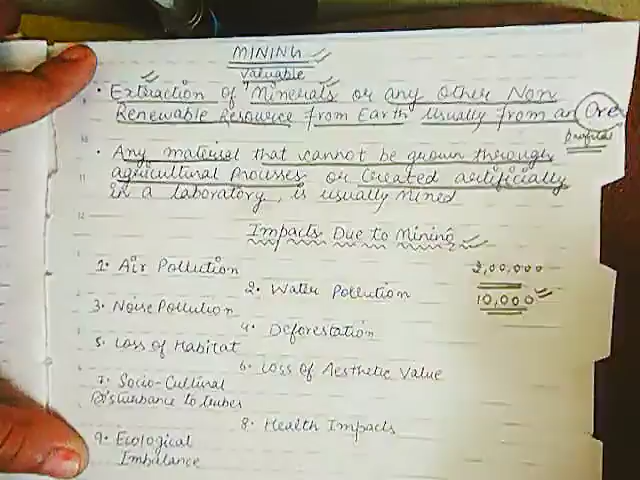 MINING
Valuable
• Extraction of Minerals or any other Non
Renewable Resource from Earth usually from an Ore
profits
• Any material that cannot be grown through
agricultural Prousses or Created artificially
in a laboratory, is usually Mined
Impacts Due to Mining
1. Air Pollution
2,00,000
2. Water Pollution
10,000
3. Noise Pollution
4. Deforestation
5. Loss of Habitat
6. Loss of Aesthetic Value
7. Socio-Cultural
Disturbance to tribes
8. Health Impacts
9. Ecological
Imbalance